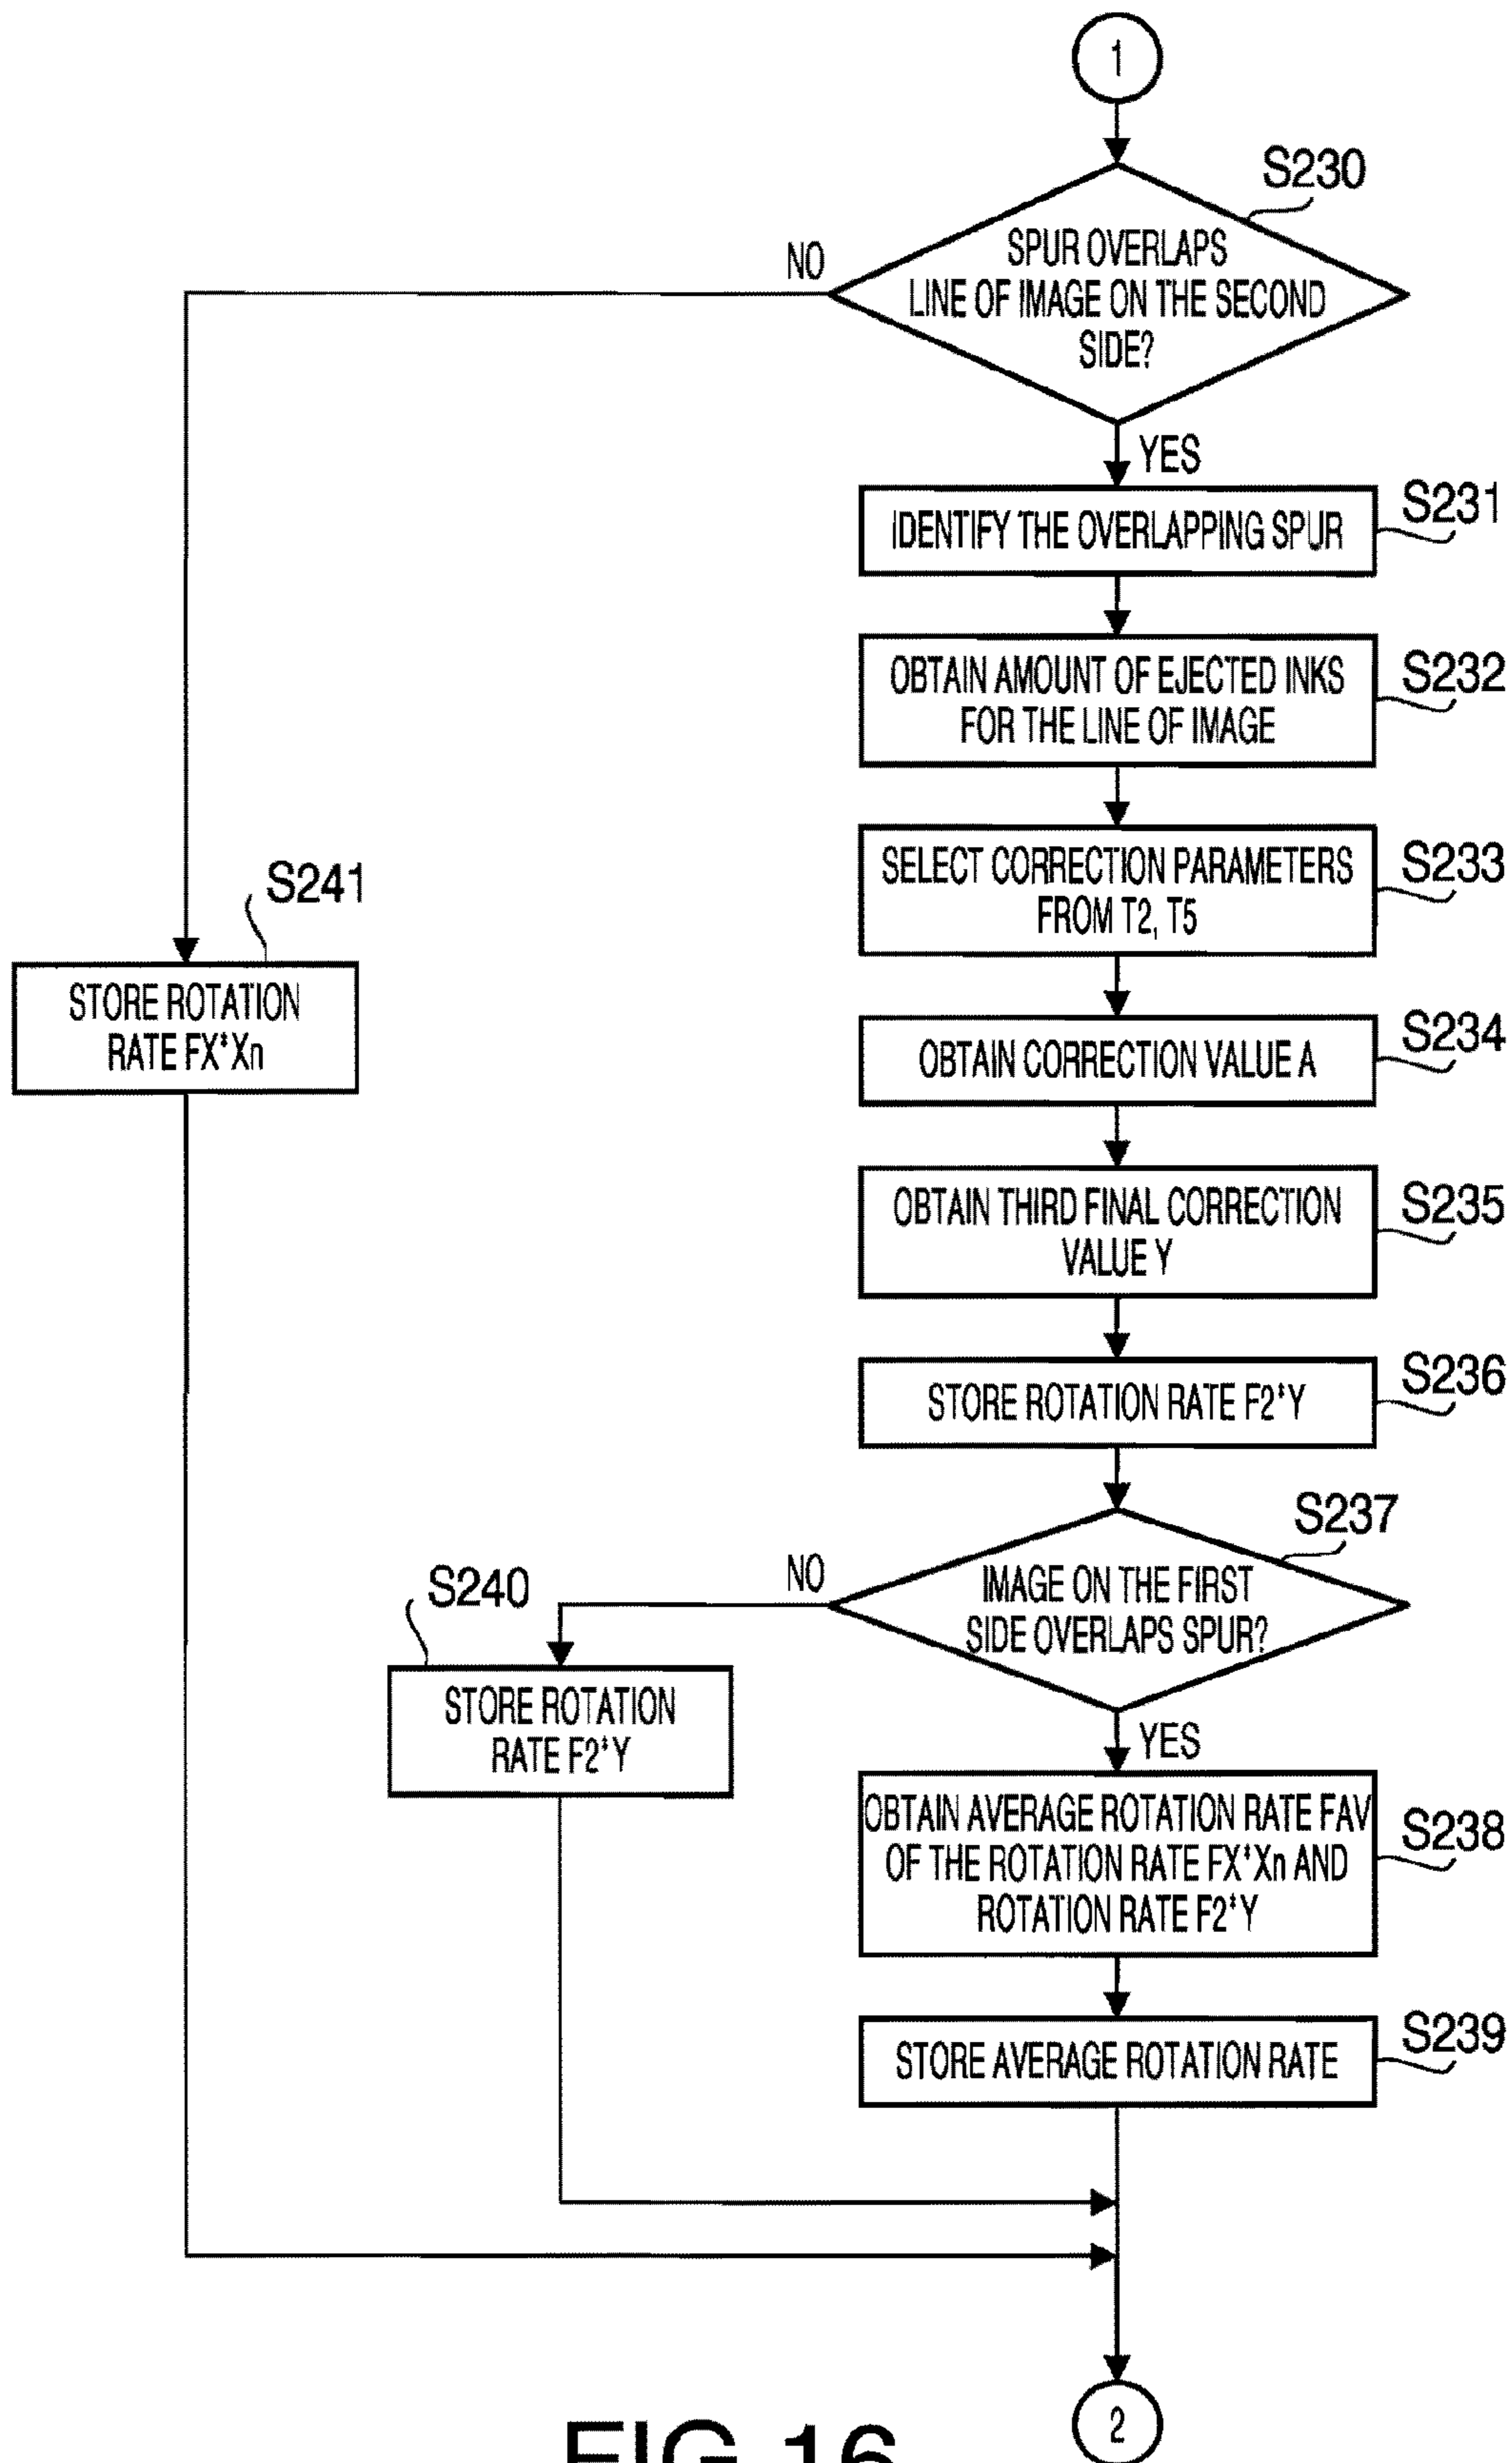 1
S230
SPUR OVERLAPS
LINE OF IMAGE ON THE SECOND
SIDE?
NO
YES
S231
IDENTIFY THE OVERLAPPING SPUR
S232
OBTAIN AMOUNT OF EJECTED INKS
FOR THE LINE OF IMAGE
S233
SELECT CORRECTION PARAMETERS
FROM T2, T5
S241
STORE ROTATION
RATE FX*Xn
S234
OBTAIN CORRECTION VALUE A
S235
OBTAIN THIRD FINAL CORRECTION
VALUE Y
S236
STORE ROTATION RATE F2*Y
S237
IMAGE ON THE FIRST
SIDE OVERLAPS SPUR?
NO
S240
STORE ROTATION
RATE F2*Y
YES
S238
OBTAIN AVERAGE ROTATION RATE FAV
OF THE ROTATION RATE FX*Xn AND
ROTATION RATE F2*Y
S239
STORE AVERAGE ROTATION RATE
2
FIG.16